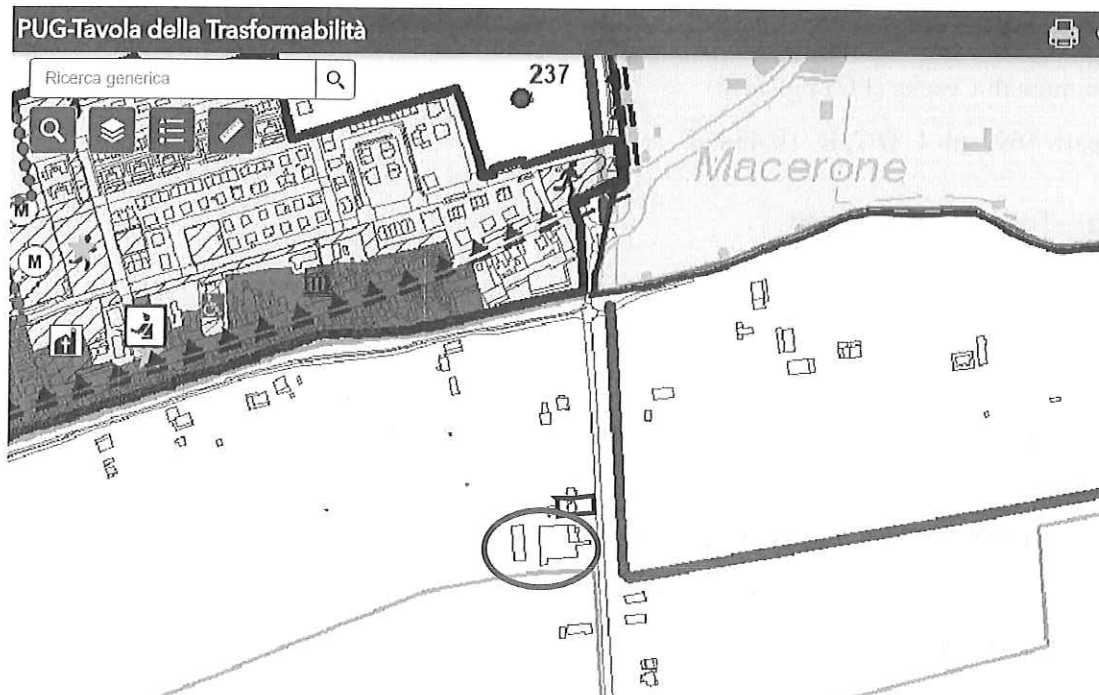 PUG-Tavola della Trasformabilità
Ricerca generica
237
Macerone
M
M